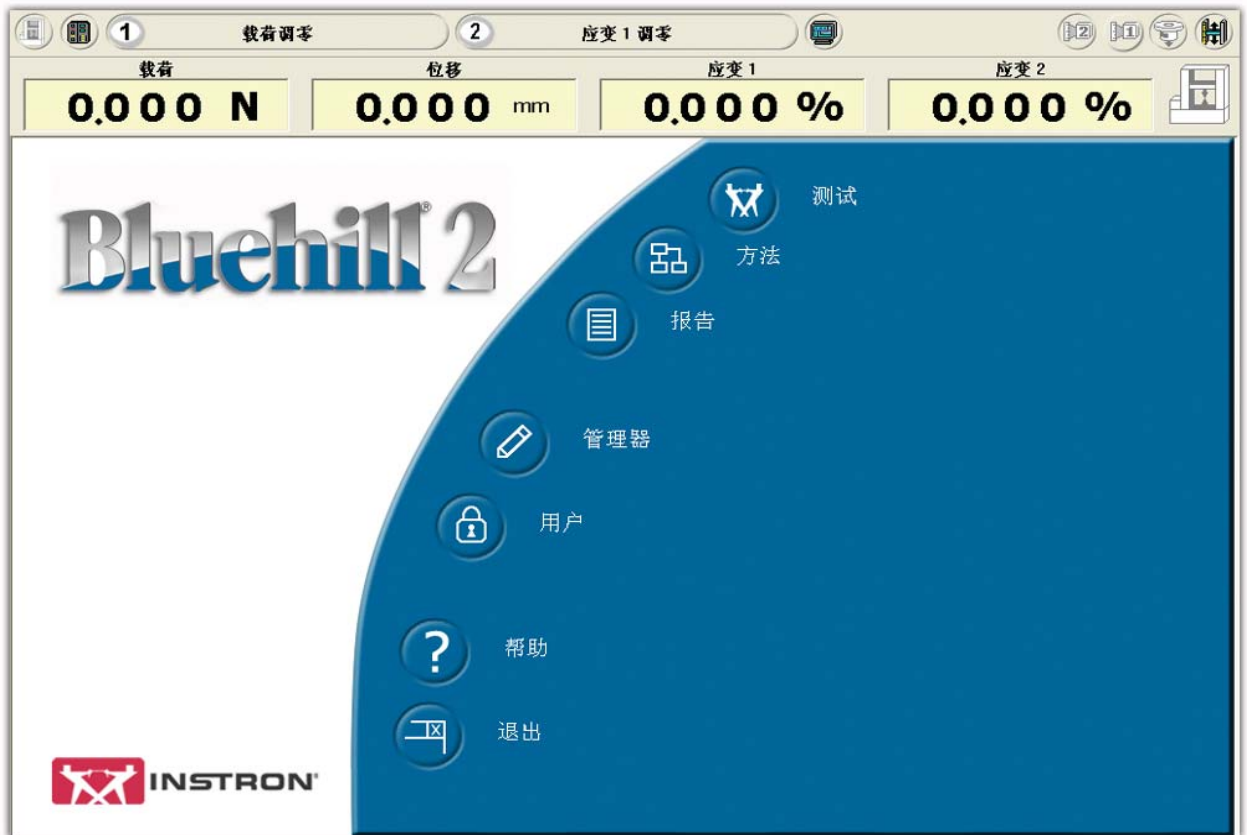 1 载荷调零 2 应变 1 调零 2 1
载荷 位移 应变 1 应变 2
0.000 N 0.000 mm 0.000 % 0.000 %
Bluehill® 2
测试
方法
报告
管理器
用户
? 帮助
退出
INSTRON®